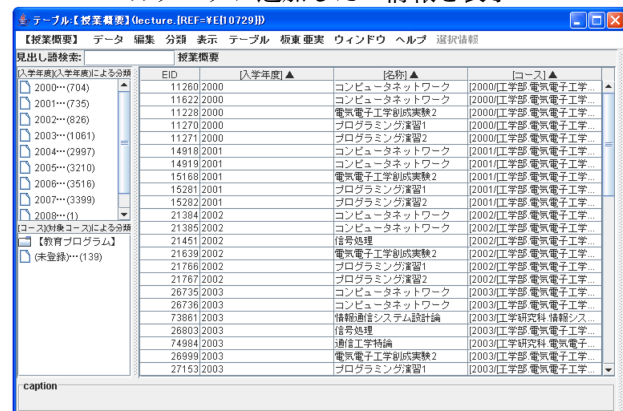 テーブル:【授業概要】(lecture.[REF=¥E{10729}])
【授業概要】 データ 編集 分類 表示 テーブル 板東亜実 ウィンドウ ヘルプ 選択情報
見出し語検索: 授業概要
[入学年度](入学年度)による分類
2000…(704)
2001…(735)
2002…(826)
2003…(1061)
2004…(2997)
2005…(3210)
2006…(3516)
2007…(3399)
2008…(1)
[コース](対象コース)による分類
【教育プログラム】
(未登録)…(139)
EID [入学年度]▲ [名称]▲ [コース]▲
11260 2000 コンピュータネットワーク [2000/[工学部.電気電子工学...
11622 2000 コンピュータネットワーク [2000/[工学部.電気電子工学...
11228 2000 電気電子工学創成実験2 [2000/[工学部.電気電子工学...
11270 2000 プログラミング演習1 [2000/[工学部.電気電子工学...
11271 2000 プログラミング演習2 [2000/[工学部.電気電子工学...
14918 2001 コンピュータネットワーク [2001/[工学部.電気電子工学...
14919 2001 コンピュータネットワーク [2001/[工学部.電気電子工学...
15168 2001 電気電子工学創成実験2 [2001/[工学部.電気電子工学...
15281 2001 プログラミング演習1 [2001/[工学部.電気電子工学...
15282 2001 プログラミング演習2 [2001/[工学部.電気電子工学...
21384 2002 コンピュータネットワーク [2002/[工学部.電気電子工学...
21385 2002 コンピュータネットワーク [2002/[工学部.電気電子工学...
21451 2002 信号処理 [2002/[工学部.電気電子工学...
21639 2002 電気電子工学創成実験2 [2002/[工学部.電気電子工学...
21766 2002 プログラミング演習1 [2002/[工学部.電気電子工学...
21767 2002 プログラミング演習2 [2002/[工学部.電気電子工学...
26735 2003 コンピュータネットワーク [2003/[工学部.電気電子工学...
26736 2003 コンピュータネットワーク [2003/[工学部.電気電子工学...
73861 2003 情報通信システム設計論 [2003/[工学研究科.情報シス...
26803 2003 信号処理 [2003/[工学部.電気電子工学...
74984 2003 通信工学特論 [2003/[工学研究科.電気電子...
26999 2003 電気電子工学創成実験2 [2003/[工学部.電気電子工学...
27153 2003 プログラミング演習1 [2003/[工学部.電気電子工学...
caption